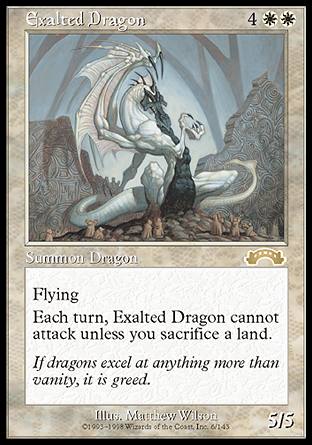 Exalted Dragon 4
Summon Dragon
Flying
Each turn, Exalted Dragon cannot
attack unless you sacrifice a land.
If dragons excel at anything more than
vanity, it is greed.
Illus. Matthew Wilson
©1993-1998 Wizards of the Coast, Inc. 6/143
5/5